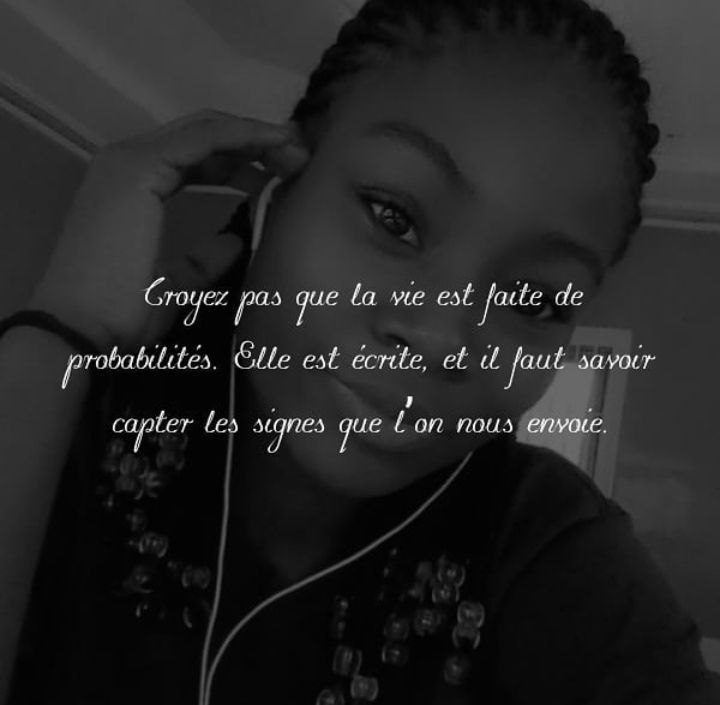 Croyez pas que la vie est faite de
probabilités. Elle est écrite, et il faut savoir
capter les signes que l'on nous envoie.